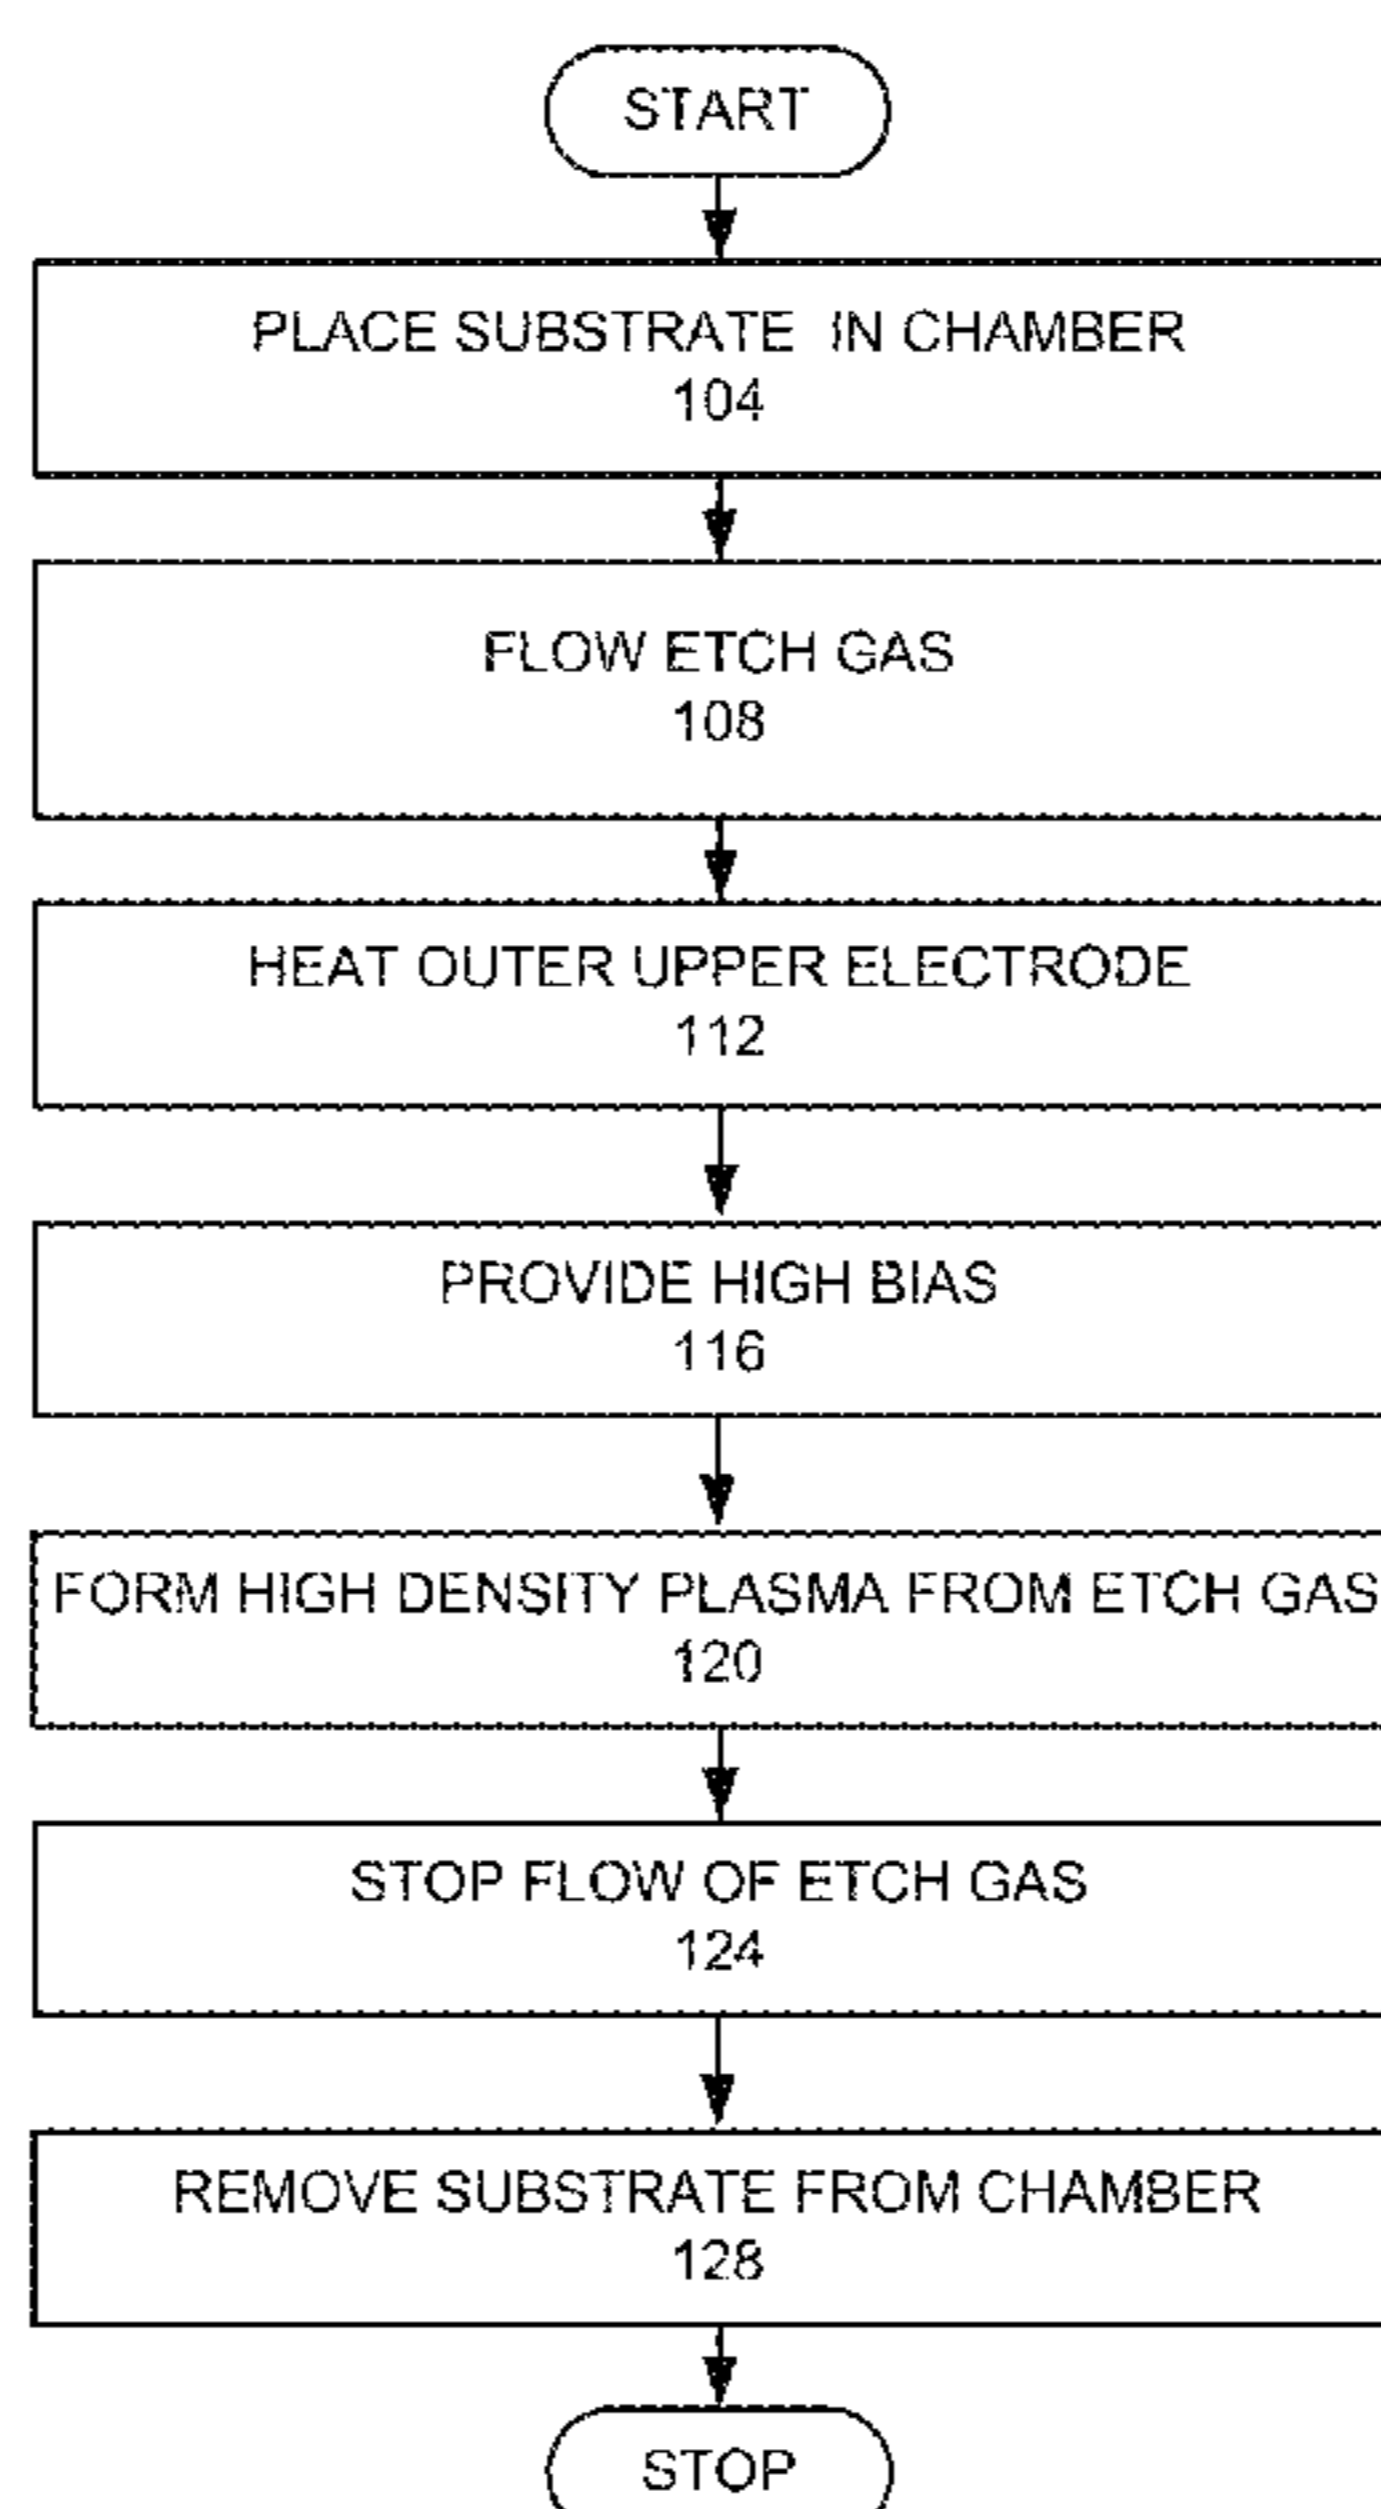 START
PLACE SUBSTRATE IN CHAMBER
104
FLOW ETCH GAS
108
HEAT OUTER UPPER ELECTRODE
112
PROVIDE HIGH BIAS
116
FORM HIGH DENSITY PLASMA FROM ETCH GAS
120
STOP FLOW OF ETCH GAS
124
REMOVE SUBSTRATE FROM CHAMBER
128
STOP